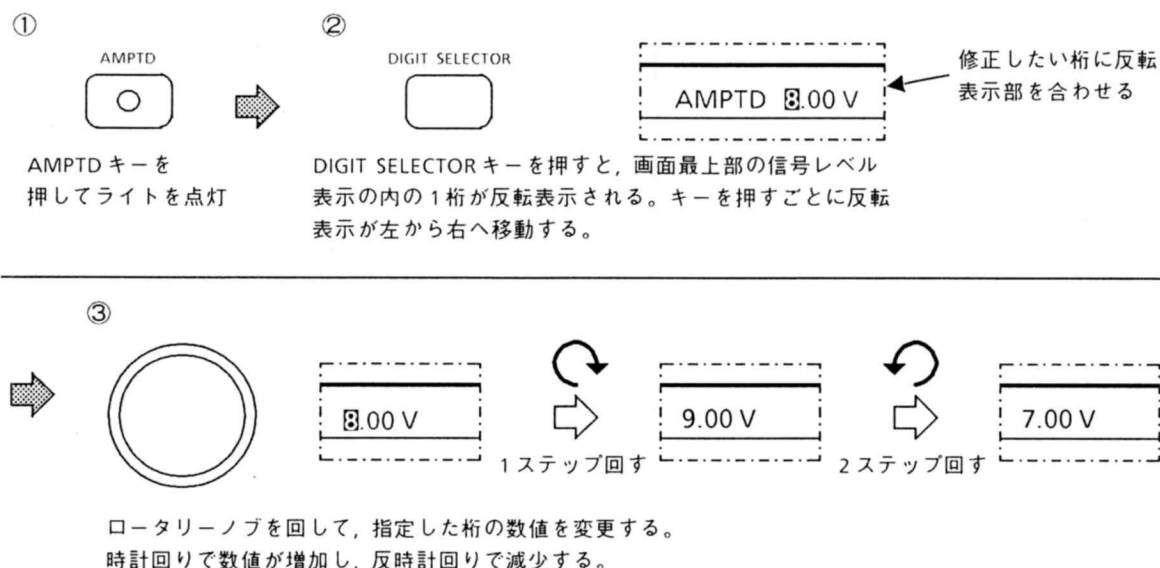 ①
AMPTD
AMPTD キーを
押してライトを点灯
②
DIGIT SELECTOR
AMPTD 8.00 V
修正したい桁に反転
表示部を合わせる
DIGIT SELECTOR キーを押すと, 画面最上部の信号レベル
表示の内の 1 桁が反転表示される。キーを押すごとに反転
表示が左から右へ移動する。
③
8.00 V
1 ステップ回す
9.00 V
2 ステップ回す
7.00 V
ロータリーノブを回して, 指定した桁の数値を変更する。
時計回りで数値が増加し, 反時計回りで減少する。